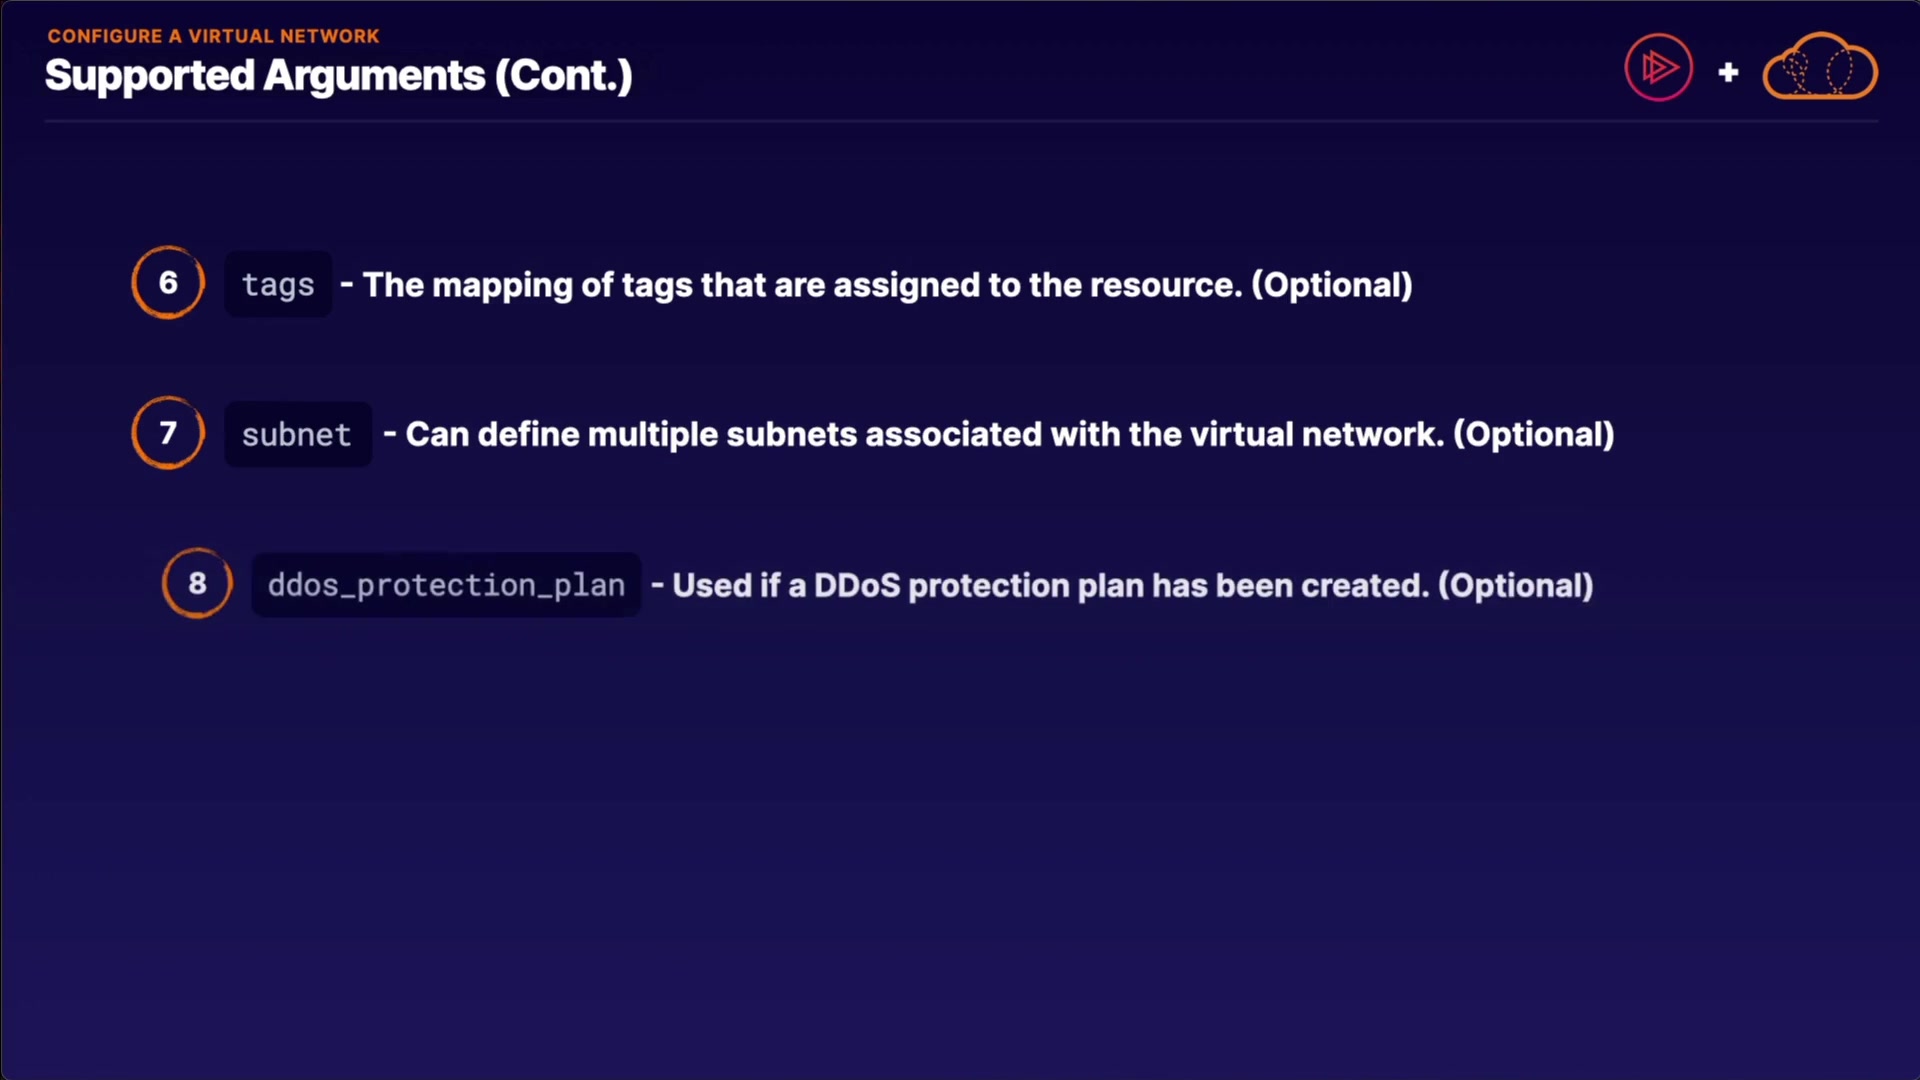 CONFIGURE A VIRTUAL NETWORK
Supported Arguments (Cont.)
+
6 tags - The mapping of tags that are assigned to the resource. (Optional)
7 subnet - Can define multiple subnets associated with the virtual network. (Optional)
8 ddos_protection_plan - Used if a DDoS protection plan has been created. (Optional)